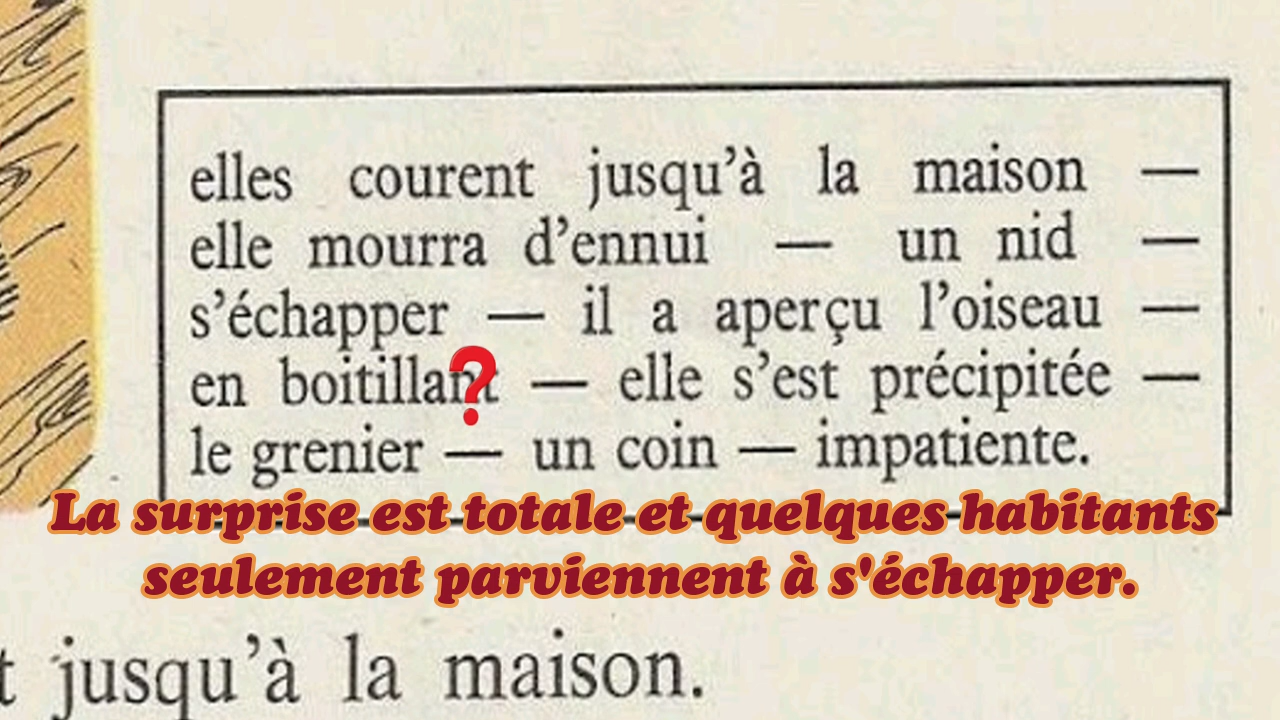 elles courent jusqu'à la maison —
elle mourra d'ennui — un nid —
s'échapper — il a aperçu l'oiseau —
en boitillant — elle s'est précipitée —
le grenier — un coin — impatiente.
❓
La surprise est totale et quelques habitants
seulement parviennent à s'échapper.
t jusqu'à la maison.